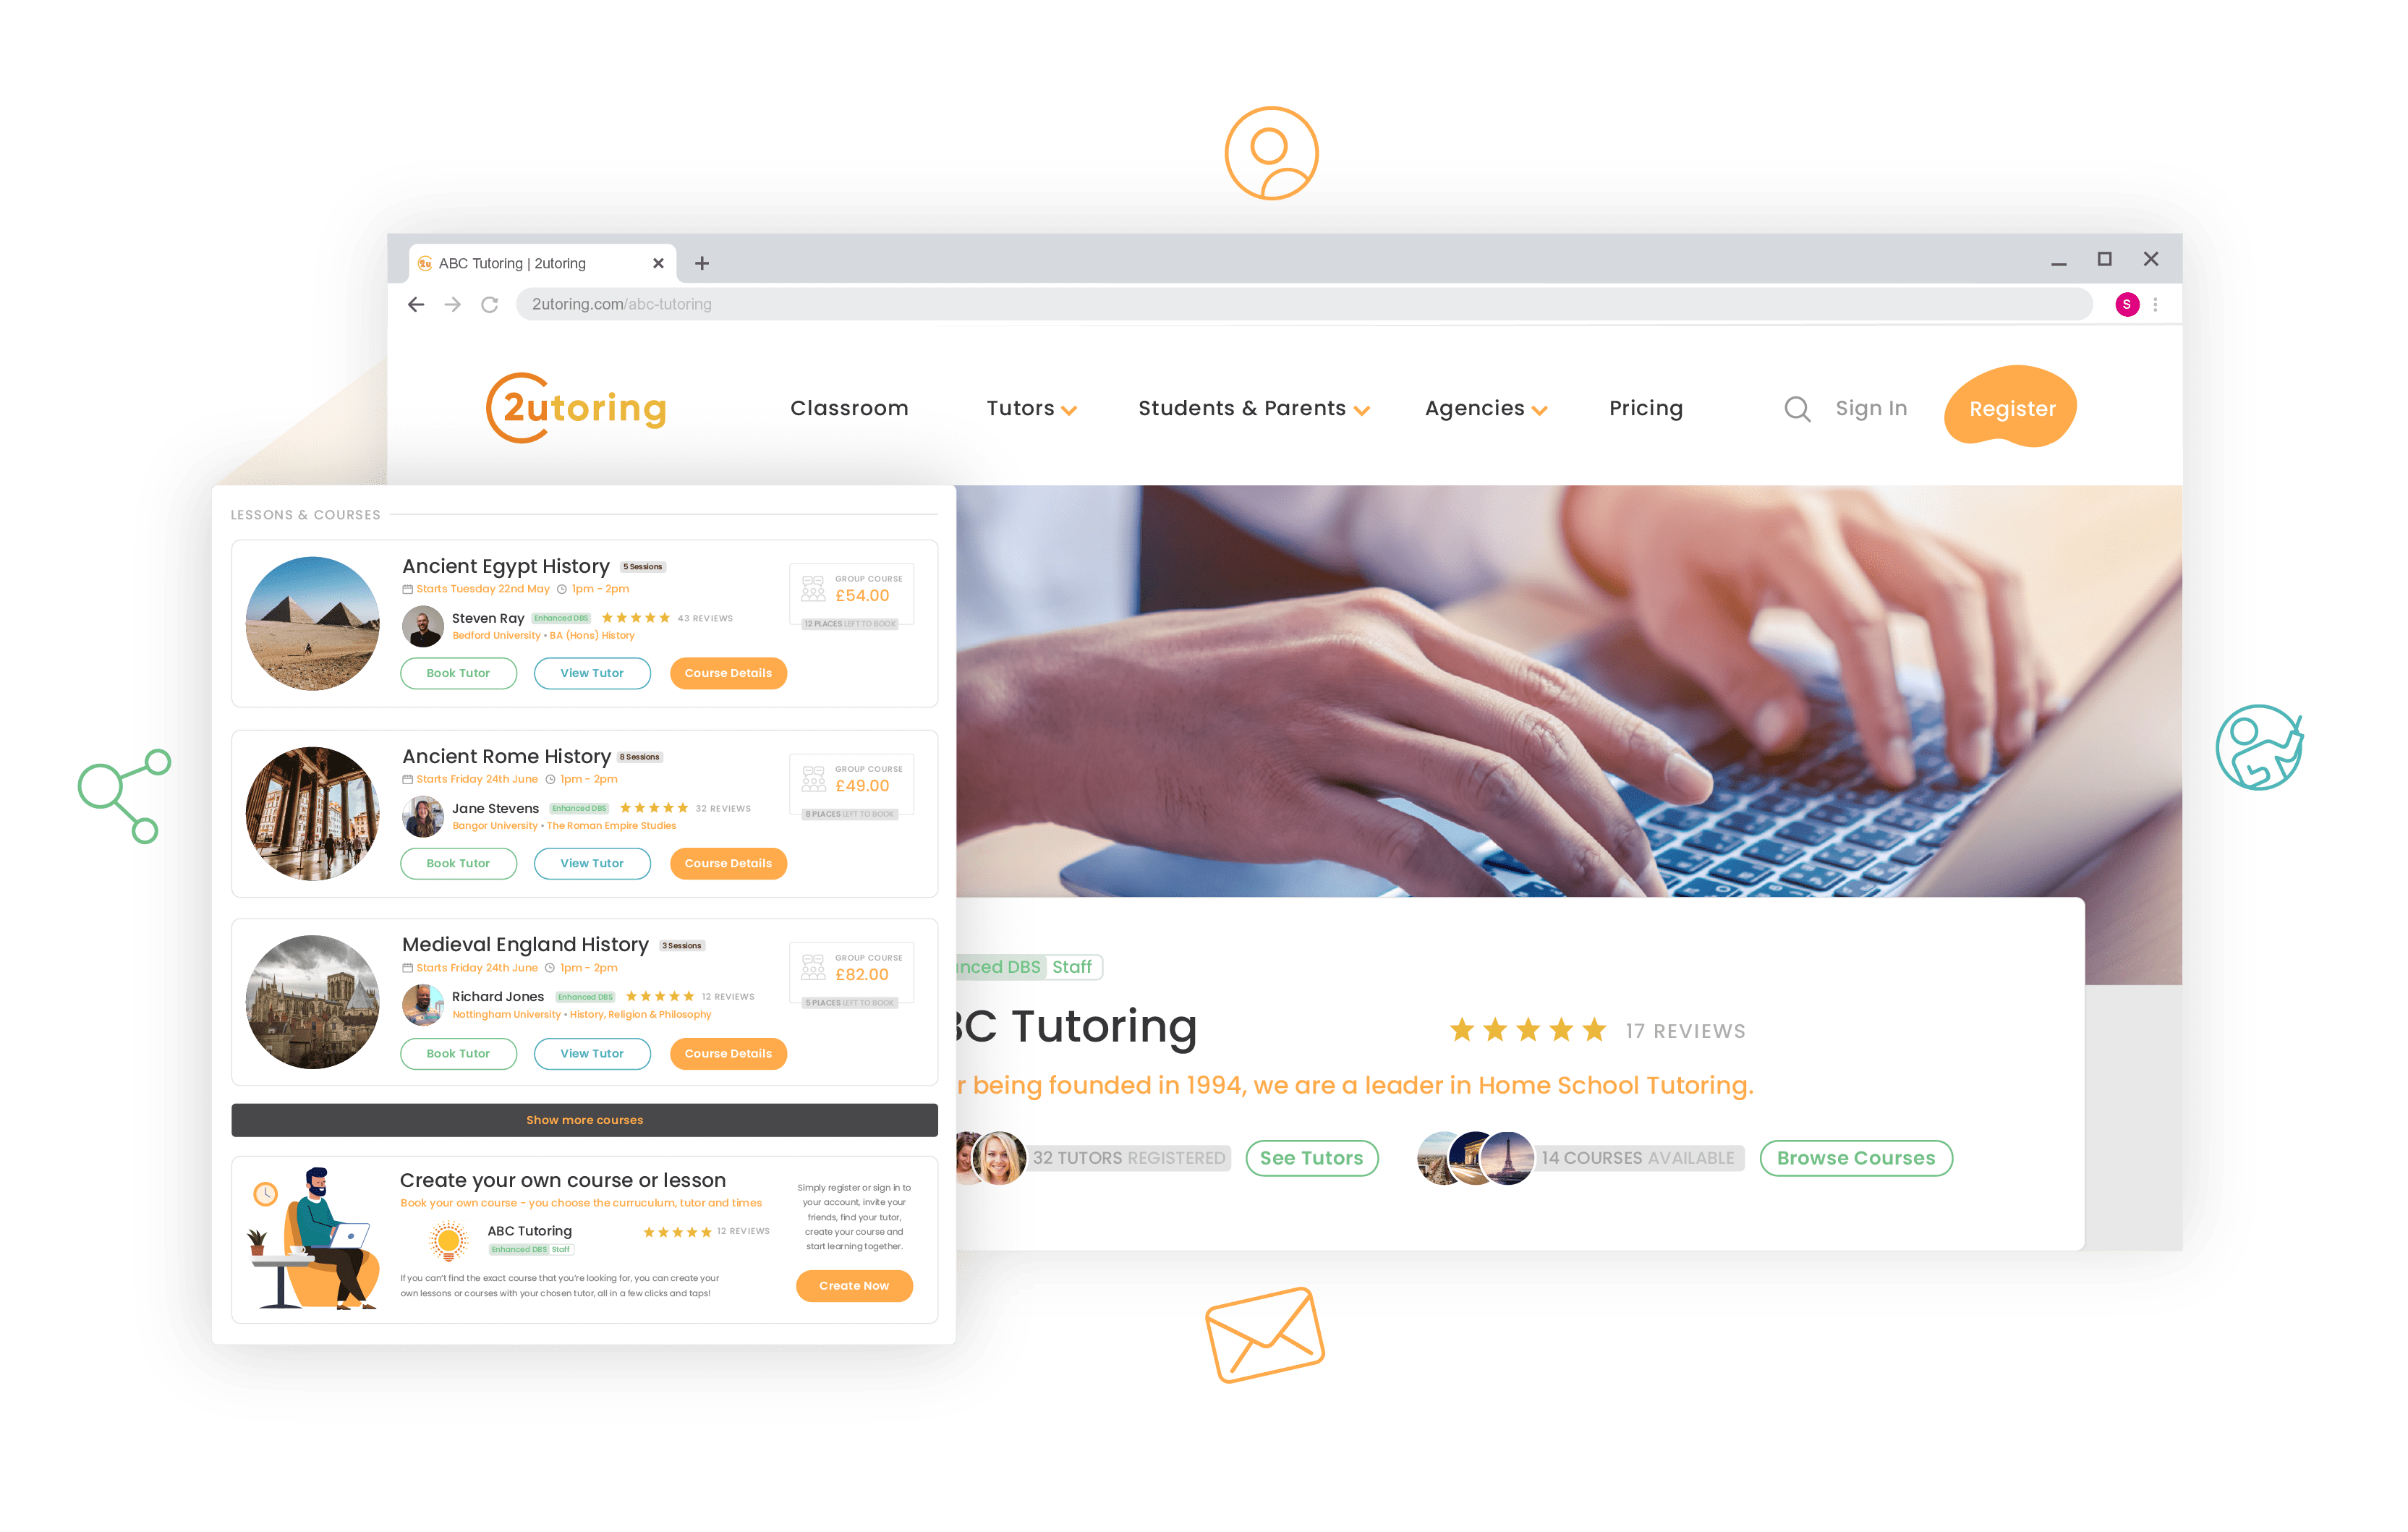 ABC Tutoring | 2utoring
2utoring.com/abc-tutoring
S
2utoring
Classroom
Tutors
Students & Parents
Agencies
Pricing
Sign In
Register
LESSONS & COURSES
Ancient Egypt History 5 Sessions
Starts Tuesday 22nd May 1pm - 2pm
Steven Ray Enhanced DBS 43 REVIEWS
Bedford University • BA (Hons) History
Book Tutor View Tutor Course Details
GROUP COURSE
£54.00
12 PLACES LEFT TO BOOK
Ancient Rome History 8 Sessions
Starts Friday 24th June 1pm - 2pm
Jane Stevens Enhanced DBS 32 REVIEWS
Bangor University • The Roman Empire Studies
Book Tutor View Tutor Course Details
GROUP COURSE
£49.00
8 PLACES LEFT TO BOOK
Medieval England History 3 Sessions
Starts Friday 24th June 1pm - 2pm
Richard Jones Enhanced DBS 12 REVIEWS
Nottingham University • History, Religion & Philosophy
Book Tutor View Tutor Course Details
GROUP COURSE
£82.00
5 PLACES LEFT TO BOOK
Show more courses
Create your own course or lesson
Book your own course - you choose the curruculum, tutor and times
ABC Tutoring 12 REVIEWS
Enhanced DBS Staff
If you can't find the exact course that you're looking for, you can create your
own lessons or courses with your chosen tutor, all in a few clicks and taps!
Simply register or sign in to
your account, invite your
friends, find your tutor,
create your course and
start learning together.
Create Now
nced DBS Staff
C Tutoring
17 REVIEWS
r being founded in 1994, we are a leader in Home School Tutoring.
32 TUTORS REGISTERED See Tutors
14 COURSES AVAILABLE Browse Courses